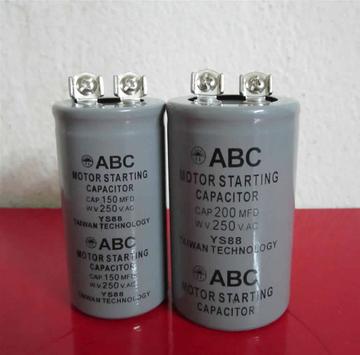 ABC
MOTOR STARTING
CAPACITOR
CAP.150 MFD
W.V.250 V.AC
YS88
TAIWAN TECHNOLOGY
ABC
MOTOR STARTING
CAPACITOR
CAP.150 MFD
W.V.250 V.AC
YS88
TAIWAN TECHNOLOGY
ABC
MOTOR STARTING
CAPACITOR
CAP.200 MFD
W.V.250 V.AC
YS88
TAIWAN TECHNOLOGY
ABC
MOTOR STARTING
CAPACITOR